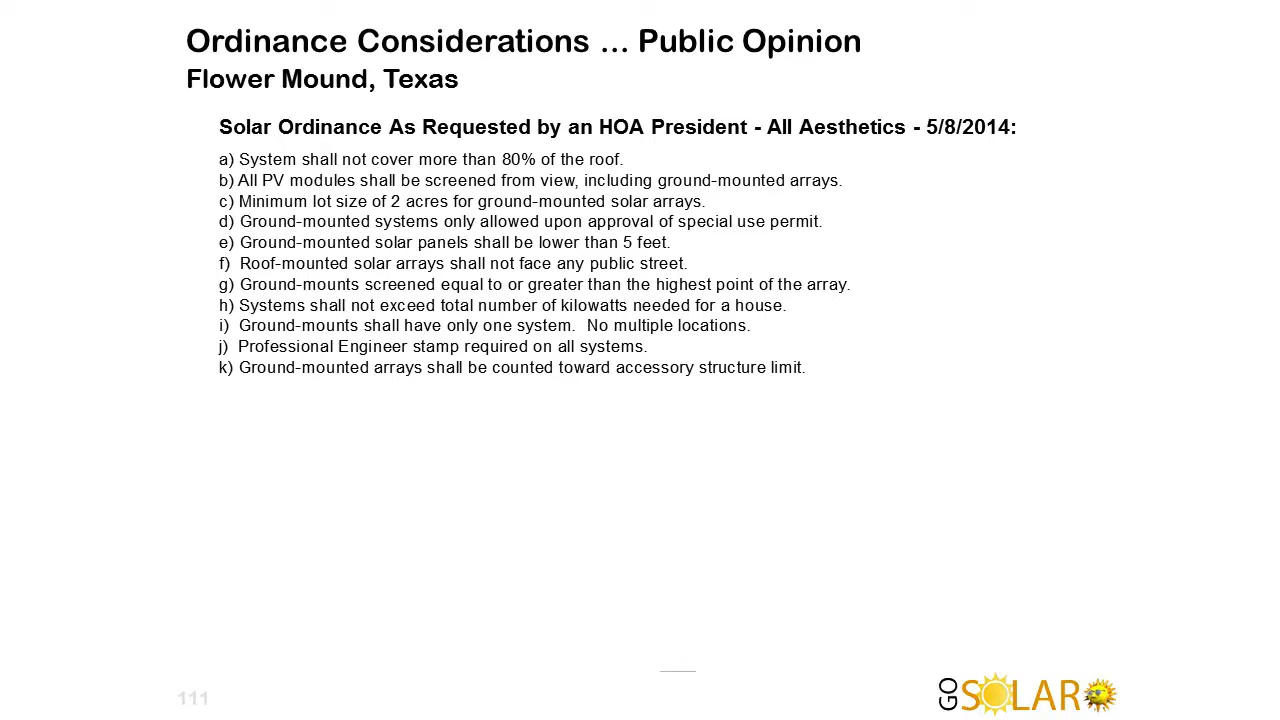 Ordinance Considerations ... Public Opinion
Flower Mound, Texas
Solar Ordinance As Requested by an HOA President - All Aesthetics - 5/8/2014:
a) System shall not cover more than 80% of the roof.
b) All PV modules shall be screened from view, including ground-mounted arrays.
c) Minimum lot size of 2 acres for ground-mounted solar arrays.
d) Ground-mounted systems only allowed upon approval of special use permit.
e) Ground-mounted solar panels shall be lower than 5 feet.
f) Roof-mounted solar arrays shall not face any public street.
g) Ground-mounts screened equal to or greater than the highest point of the array.
h) Systems shall not exceed total number of kilowatts needed for a house.
i) Ground-mounts shall have only one system. No multiple locations.
j) Professional Engineer stamp required on all systems.
k) Ground-mounted arrays shall be counted toward accessory structure limit.
111
GO SOLAR